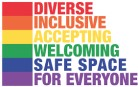 DIVERSE
INCLUSIVE
ACCEPTING
WELCOMING
SAFE SPACE
FOR EVERYONE